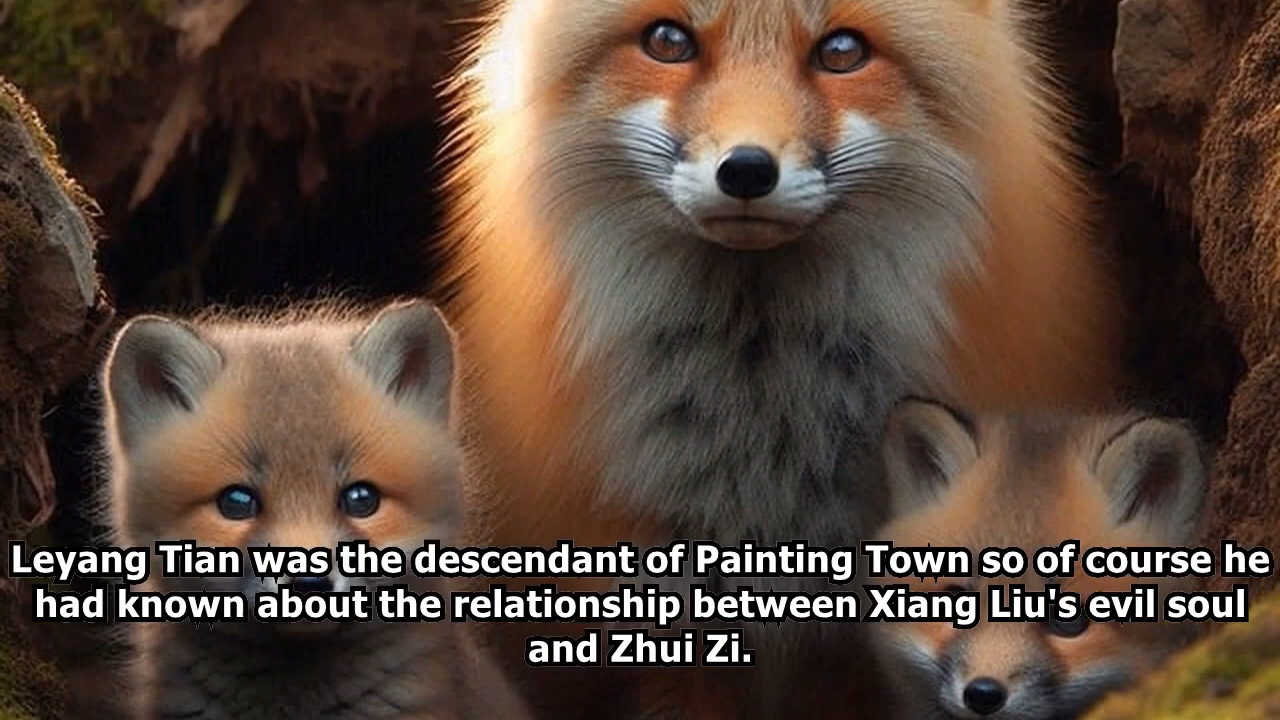 Leyang Tian was the descendant of Painting Town so of course he
had known about the relationship between Xiang Liu's evil soul
and Zhui Zi.